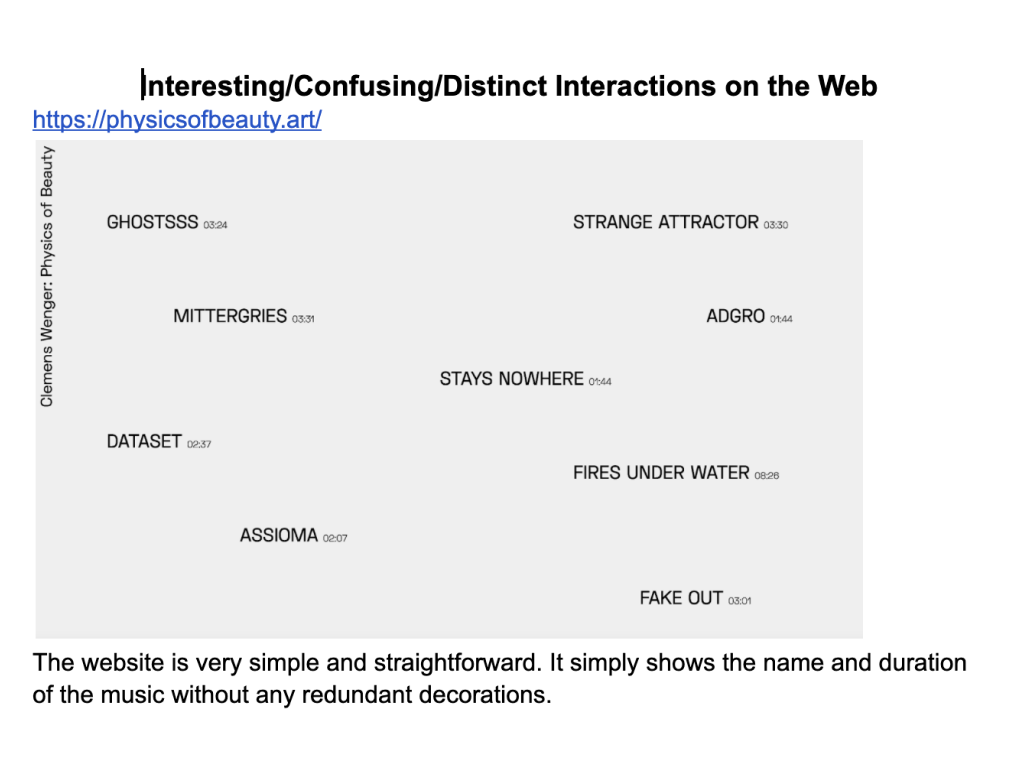 Interesting/Confusing/Distinct Interactions on the Web
https://physicsofbeauty.art/
Clemens Wenger: Physics of Beauty
GHOSTSSS 03:24
STRANGE ATTRACTOR 03:30
MITTERGRIES 03:31
ADGRO 01:44
STAYS NOWHERE 01:44
DATASET 02:37
FIRES UNDER WATER 08:26
ASSIOMA 02:07
FAKE OUT 03:01
The website is very simple and straightforward. It simply shows the name and duration
of the music without any redundant decorations.